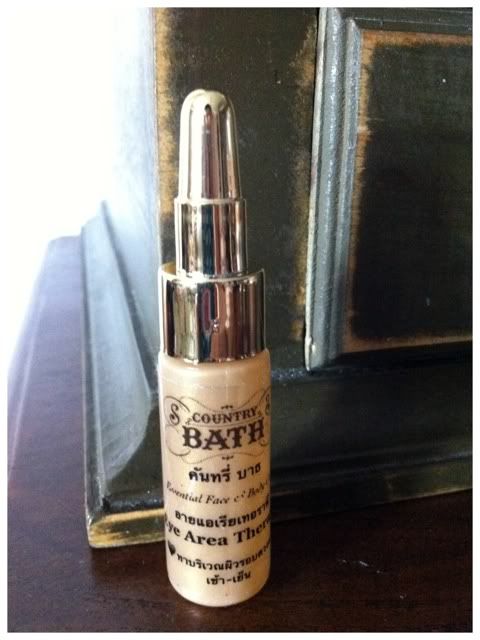 COUNTRY
BATH
คันทรี่ บาธ
Essential Face & Body
อายแอเรียเทอราพี
Eye Area Thera
ทาบริเวณผิวรอบดวง
เช้า-เย็น